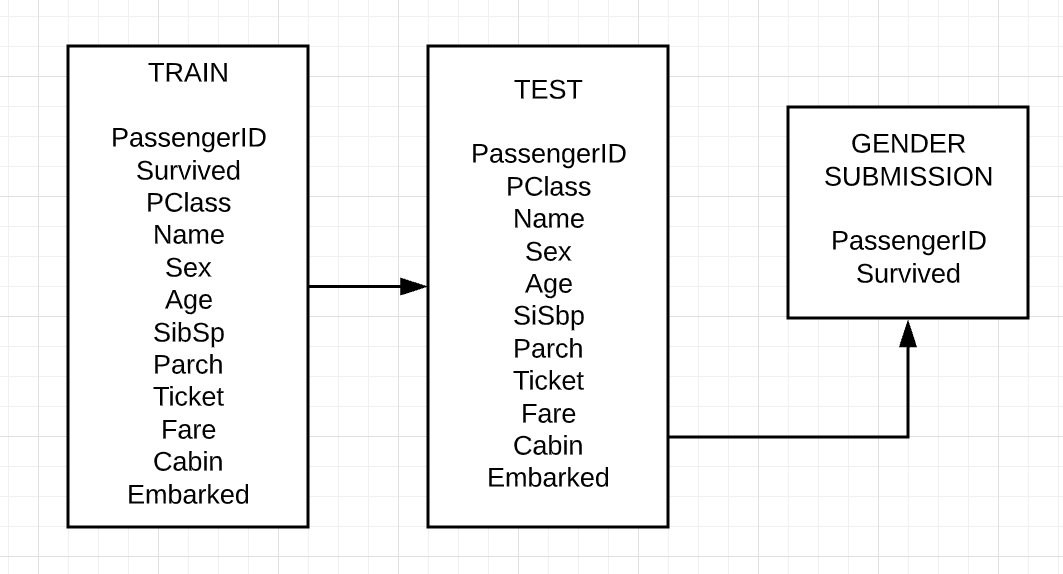 TRAIN
PassengerID
Survived
PClass
Name
Sex
Age
SibSp
Parch
Ticket
Fare
Cabin
Embarked
TEST
PassengerID
PClass
Name
Sex
Age
SiSbp
Parch
Ticket
Fare
Cabin
Embarked
GENDER
SUBMISSION
PassengerID
Survived